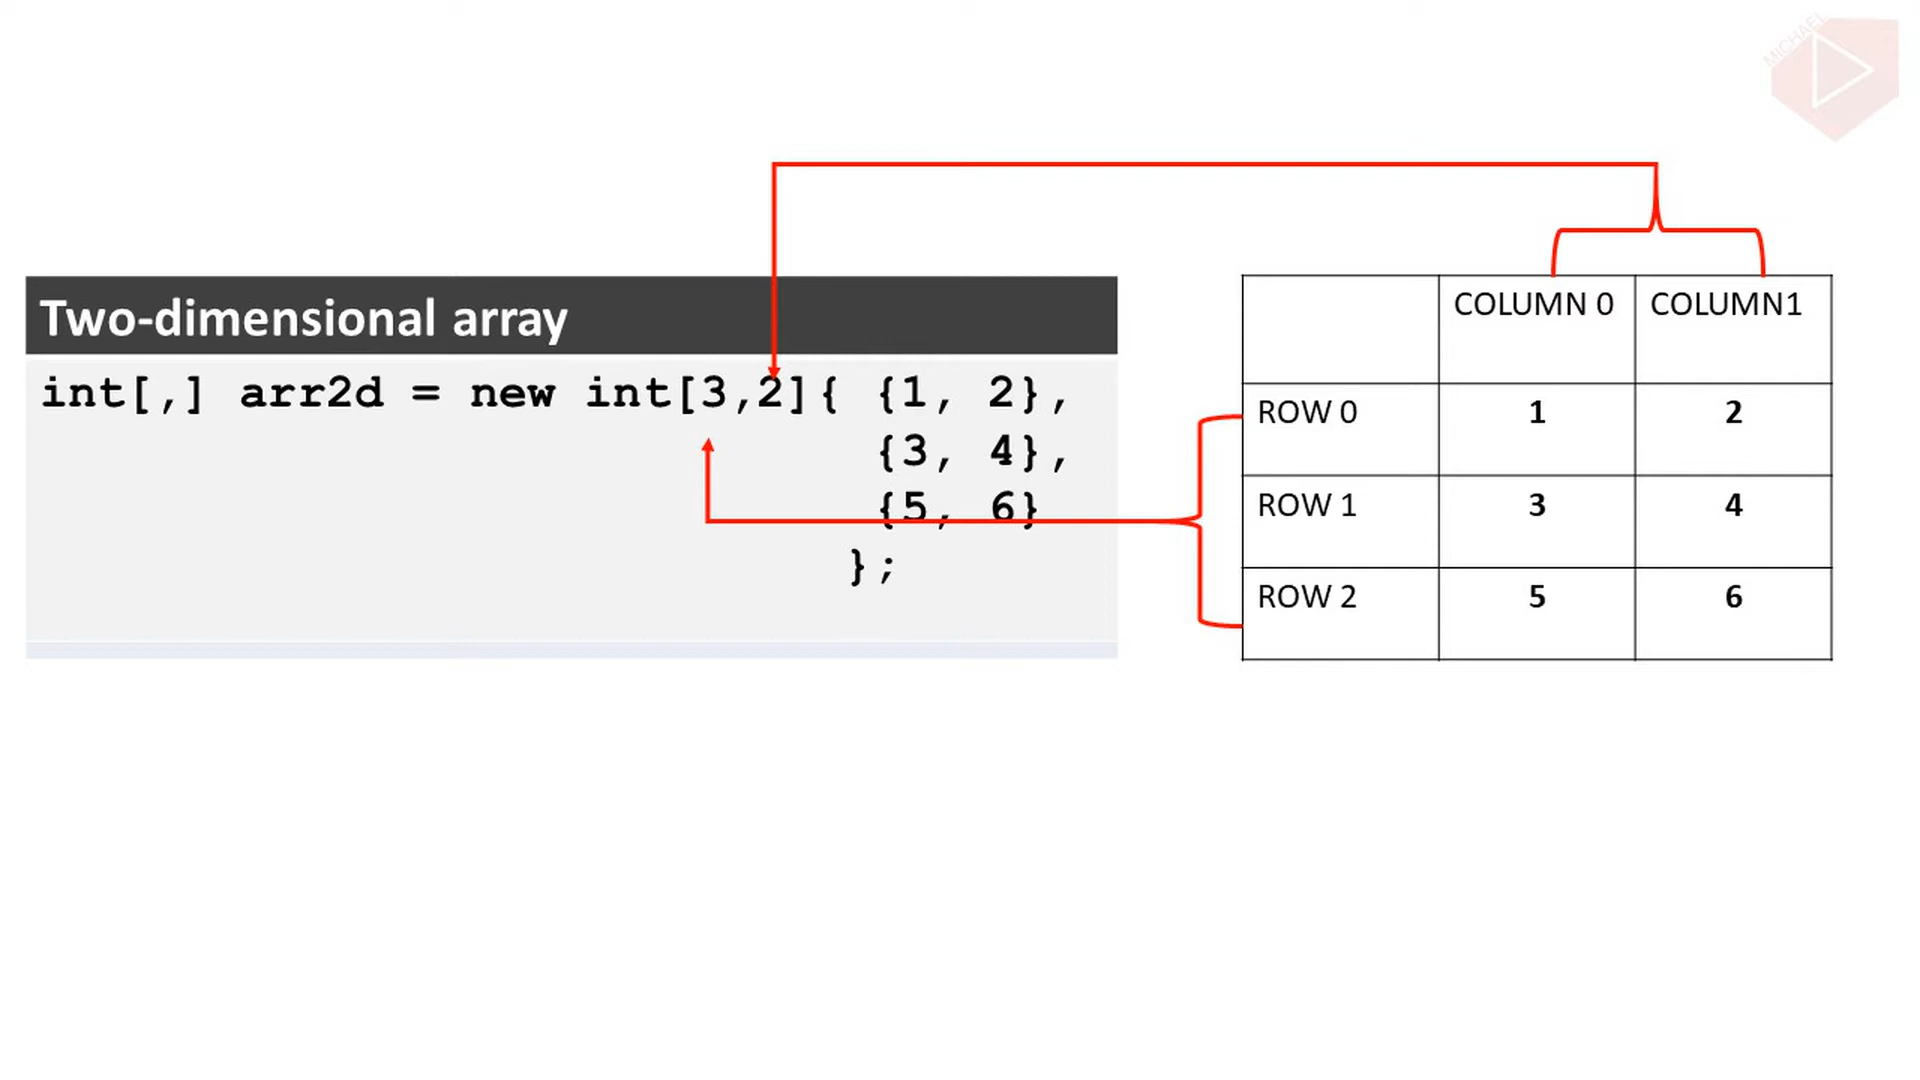 MICHAEL
Two-dimensional array
int[,] arr2d = new int[3,2]{ {1, 2},
{3, 4},
{5, 6}
};
COLUMN 0 COLUMN1
ROW 0 1 2
ROW 1 3 4
ROW 2 5 6